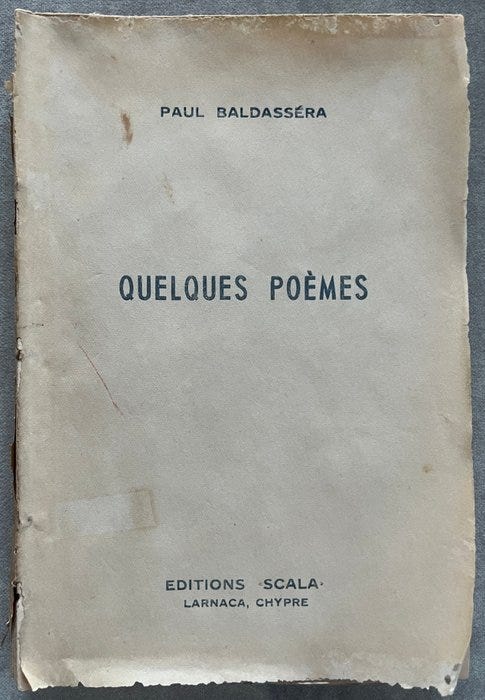 PAUL BALDASSÉRA
QUELQUES POÈMES
EDITIONS «SCALA»
LARNACA, CHYPRE